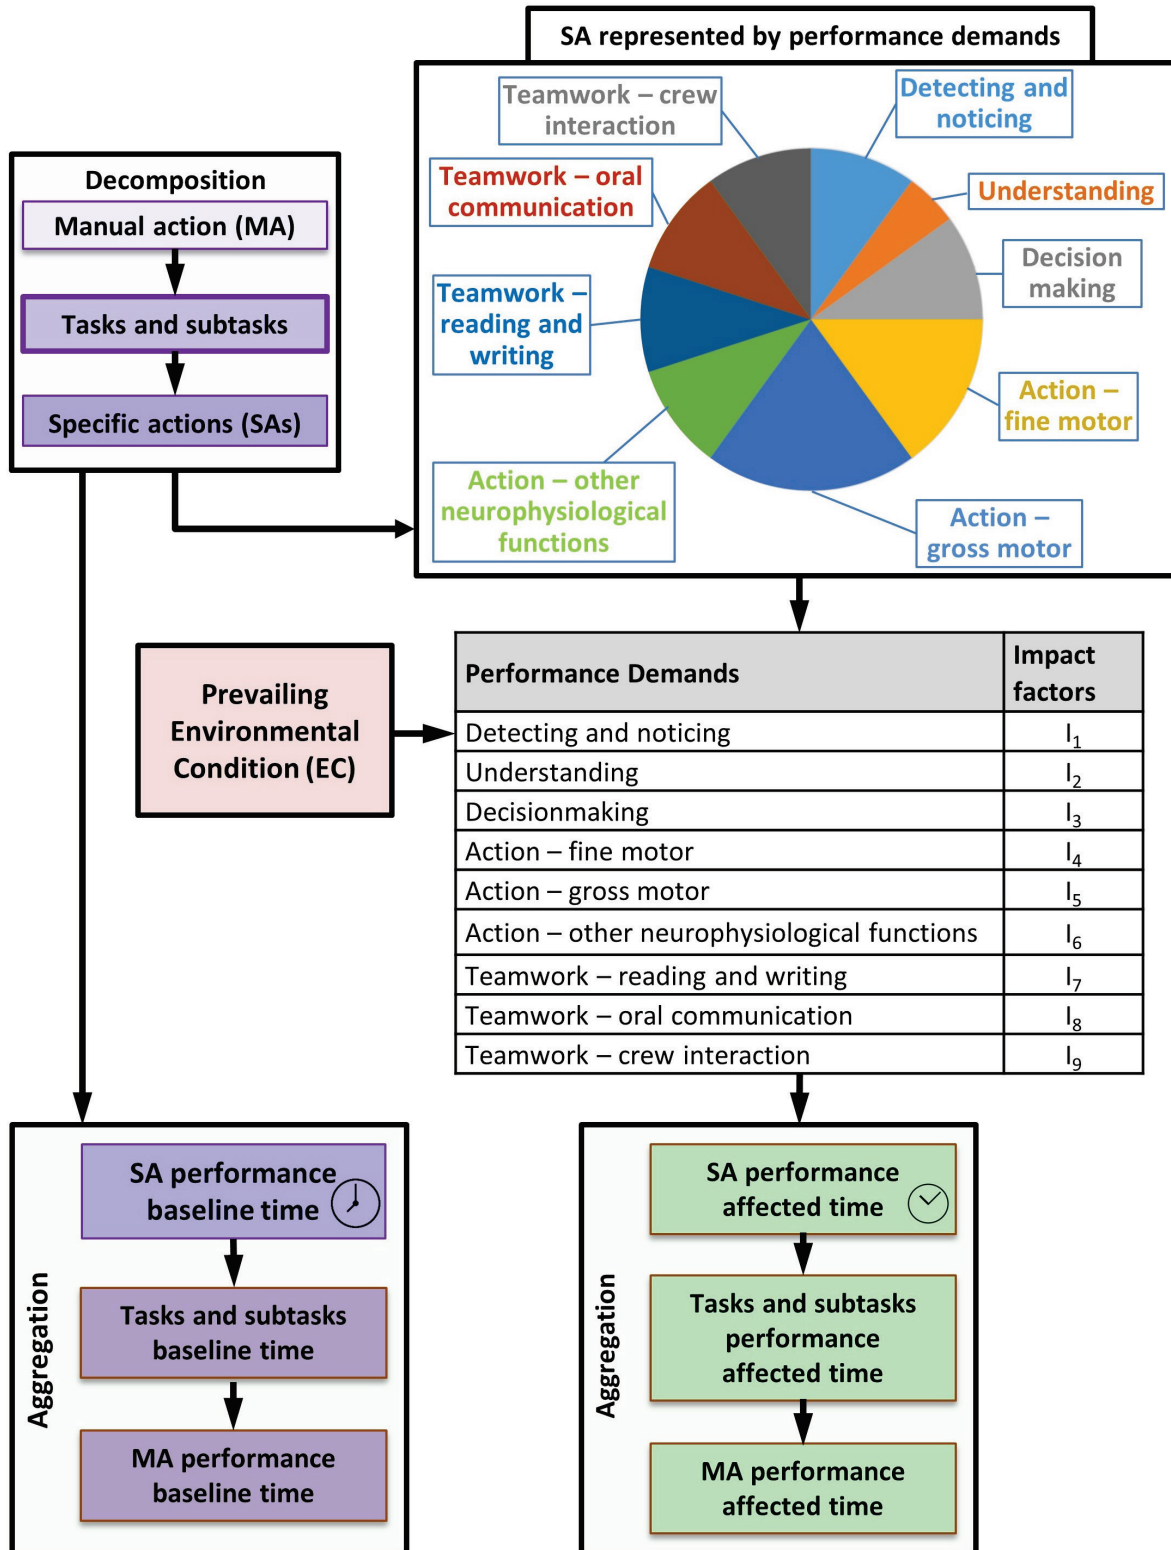 SA represented by performance demands
Teamwork – crew
interaction
Detecting and
noticing
Teamwork – oral
communication
Understanding
Decision
making
Teamwork –
reading and
writing
Action –
fine motor
Action – other
neurophysiological
functions
Action –
gross motor
Decomposition
Manual action (MA)
Tasks and subtasks
Specific actions (SAs)
Prevailing
Environmental
Condition (EC)
Performance Demands
Impact
factors
Detecting and noticing I₁
Understanding I₂
Decisionmaking I₃
Action – fine motor I₄
Action – gross motor I₅
Action – other neurophysiological functions I₆
Teamwork – reading and writing I₇
Teamwork – oral communication I₈
Teamwork – crew interaction I₉
Aggregation
SA performance
baseline time
Tasks and subtasks
baseline time
MA performance
baseline time
Aggregation
SA performance
affected time
Tasks and subtasks
performance
affected time
MA performance
affected time